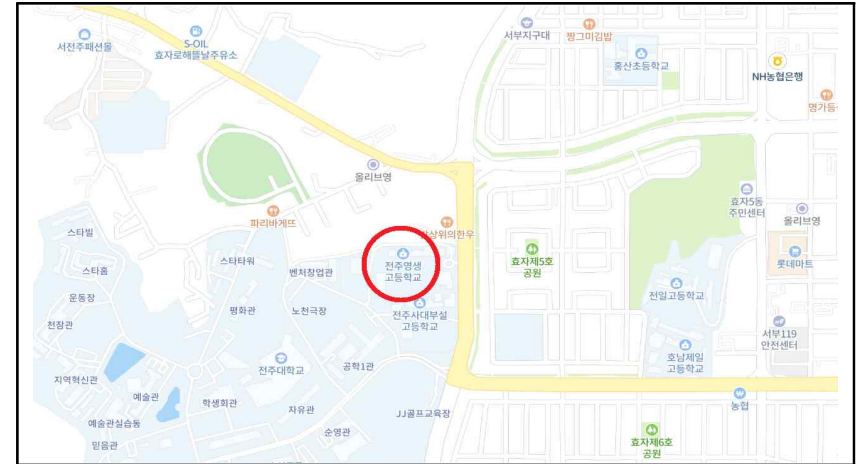 서전주패션몰
S-OIL
효자로해뜰날주유소
서부지구대
짱그미김밥
홍산초등학교
NH농협은행
명가등
올리브영
파리바게뜨
상위의한우
효자5동
주민센터
올리브영
스타빌
스타홈
스타타워
벤처창업관
전주영생
고등학교
효자제5호
공원
롯데마트
운동장
평화관
노천극장
전주사대부설
고등학교
전일고등학교
천잠관
서부119
안전센터
호남제일
고등학교
전주대학교
공학1관
지역혁신관
예술관
학생회관
자유관
JJ골프교육장
농협
예술관실습동
순영관
믿음관
효자제6호
공원